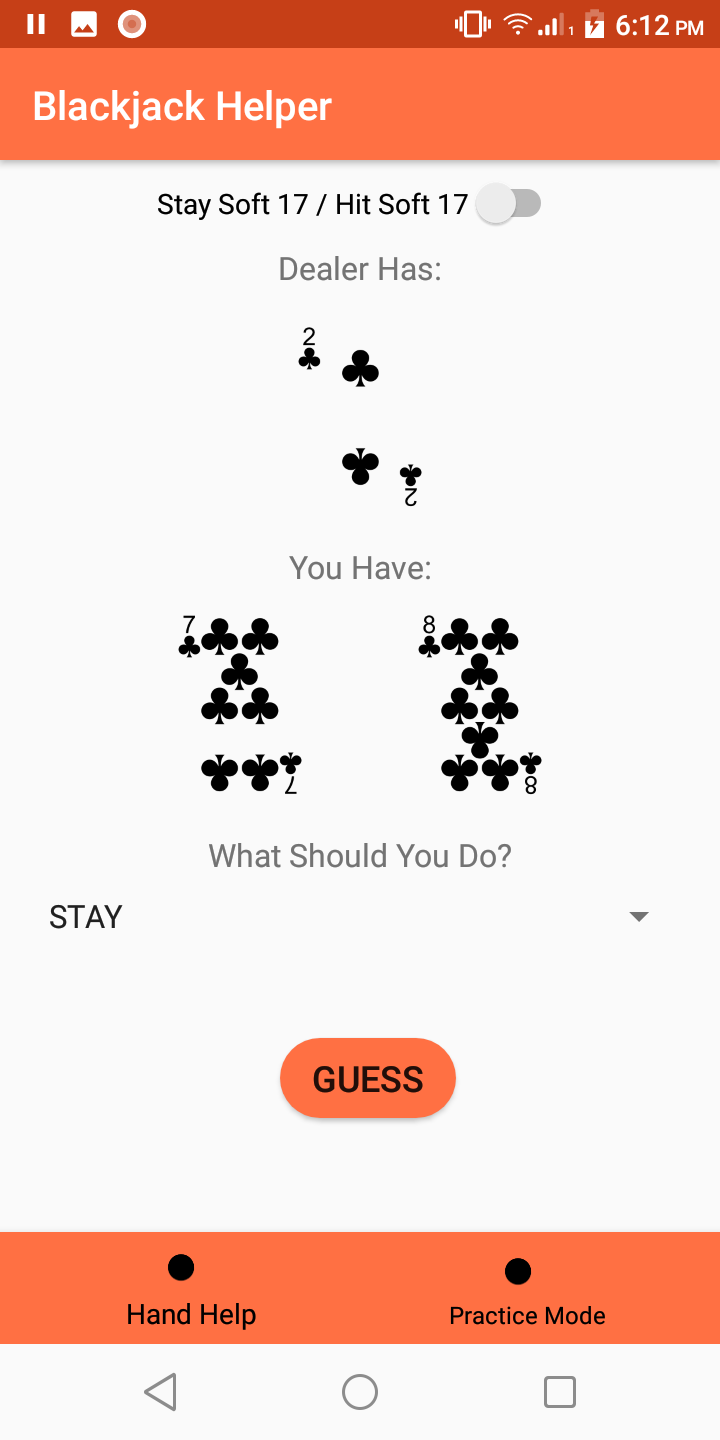 1 6:12 PM
Blackjack Helper
Stay Soft 17 / Hit Soft 17
Dealer Has:
2
2
You Have:
7 8
7 8
What Should You Do?
STAY
GUESS
Hand Help Practice Mode